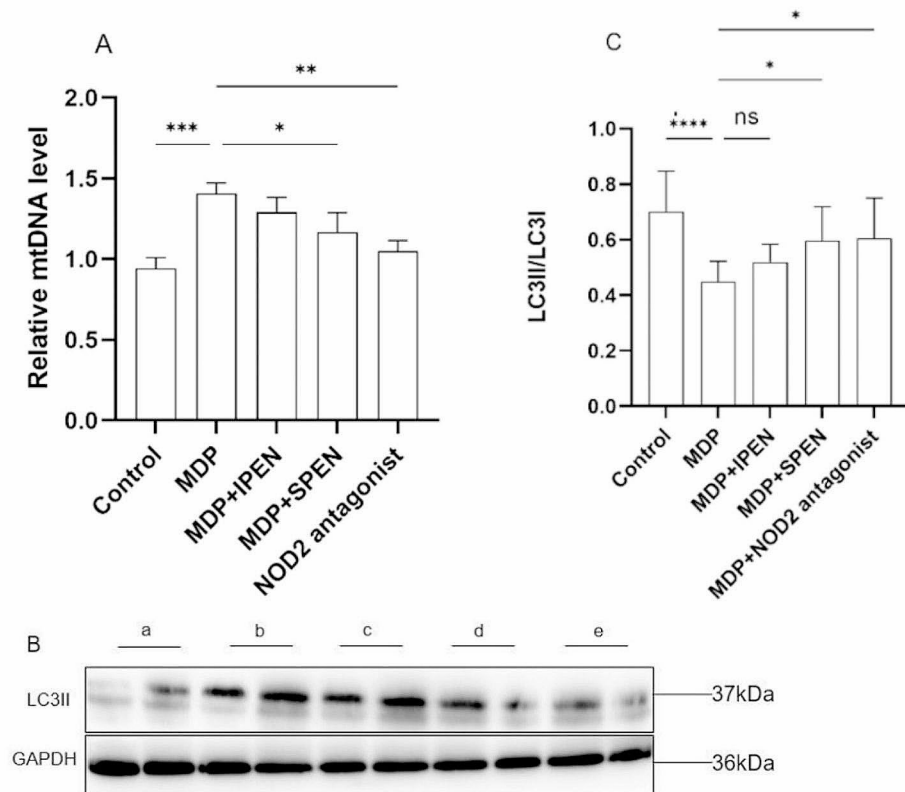 A
Relative mtDNA level
2.0
1.5
1.0
0.5
0.0
***
*
**
Control
MDP
MDP+IPEN
MDP+SPEN
NOD2 antagonist
C
LC3II/LC3I
1.0
0.8
0.6
0.4
0.2
0.0
****
ns
*
*
Control
MDP
MDP+IPEN
MDP+SPEN
MDP+NOD2 antagonist
B
a b c d e
LC3II 37kDa
GAPDH 36kDa